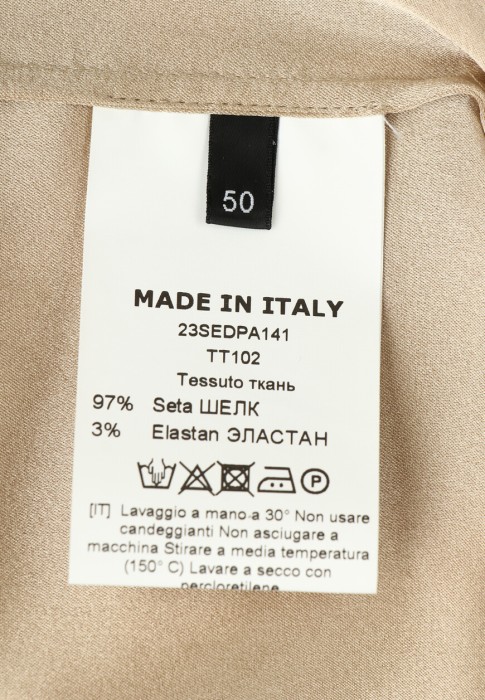 50
MADE IN ITALY
23SEDPA141
TT102
Tessuto ткань
97% Seta ШЕЛК
3% Elastan ЭЛАСТАН
P
[IT] Lavaggio a mano a 30° Non usare
candeggianti Non asciugare a
macchina Stirare a media temperatura
(150° C) Lavare a secco con
percloretilene